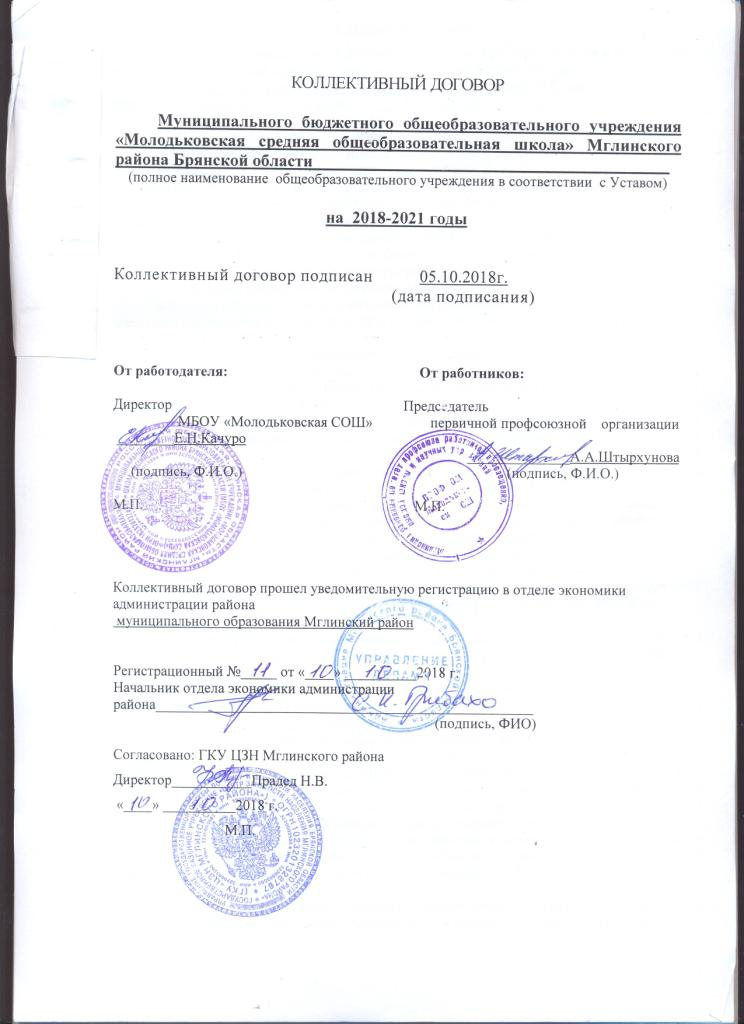 КОЛЛЕКТИВНЫЙ ДОГОВОР
Муниципального бюджетного общеобразовательного учреждения
«Молодьковская средняя общеобразовательная школа» Мглинского
района Брянской области
(полное наименование общеобразовательного учреждения в соответствии с Уставом)
на 2018-2021 годы
Коллективный договор подписан 05.10.2018г.
(дата подписания)
От работодателя:
Директор
МБОУ «Молодьковская СОШ»
Е.Н.Качуро
(подпись, Ф.И.О.)
М.П.
От работников:
Председатель
первичной профсоюзной организации
А.А.Штырхунова
(подпись, Ф.И.О.)
М.П.
Коллективный договор прошел уведомительную регистрацию в отделе экономики
администрации района
муниципального образования Мглинский район
УПРАВЛЕНИЕ
ДЕЛАМИ
Регистрационный № 11 от «10» 10 2018 г
Начальник отдела экономики администрации
района
(подпись, ФИО)
Согласовано: ГКУ ЦЗН Мглинского района
Директор Прадед Н.В.
«10» 10 2018 г.
М.П.